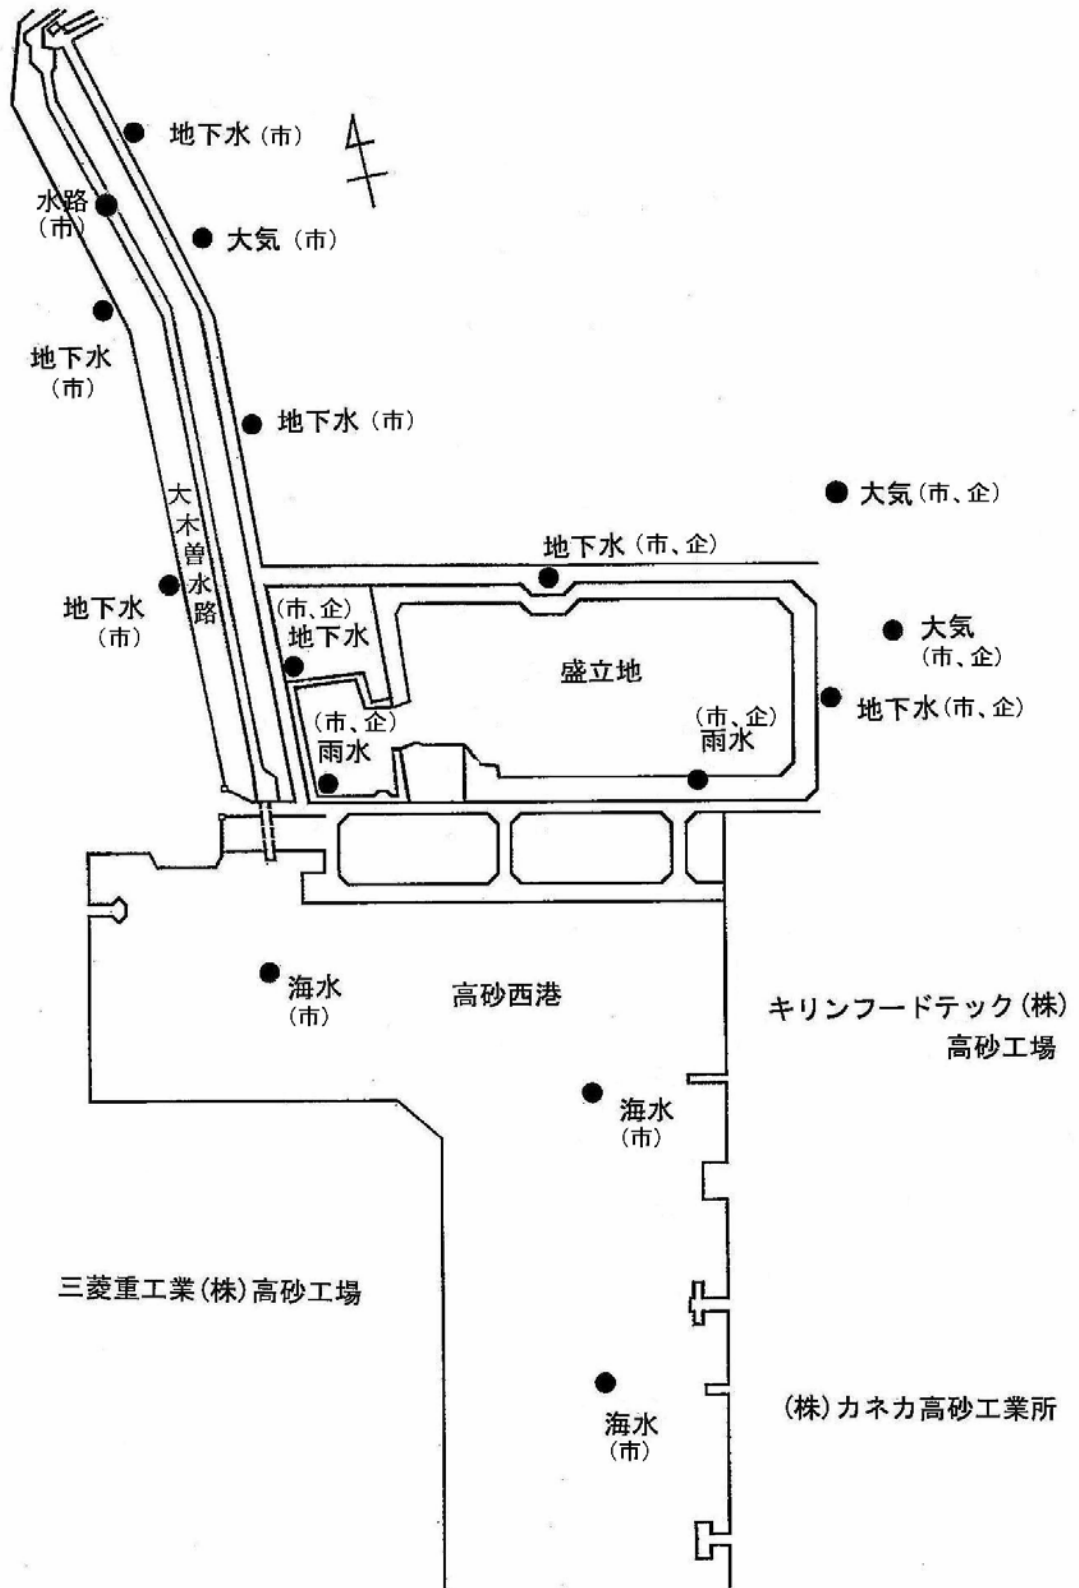 地下水(市)
水路
(市)
大気(市)
地下水
(市)
地下水(市)
大気(市、企)
大木曽水路
地下水(市、企)
地下水
(市)
(市、企)
地下水
大気
(市、企)
盛立地
地下水(市、企)
(市、企)
雨水
(市、企)
雨水
海水
(市)
高砂西港
キリンフードテック(株)
高砂工場
海水
(市)
三菱重工業(株)高砂工場
(株)カネカ高砂工業所
海水
(市)